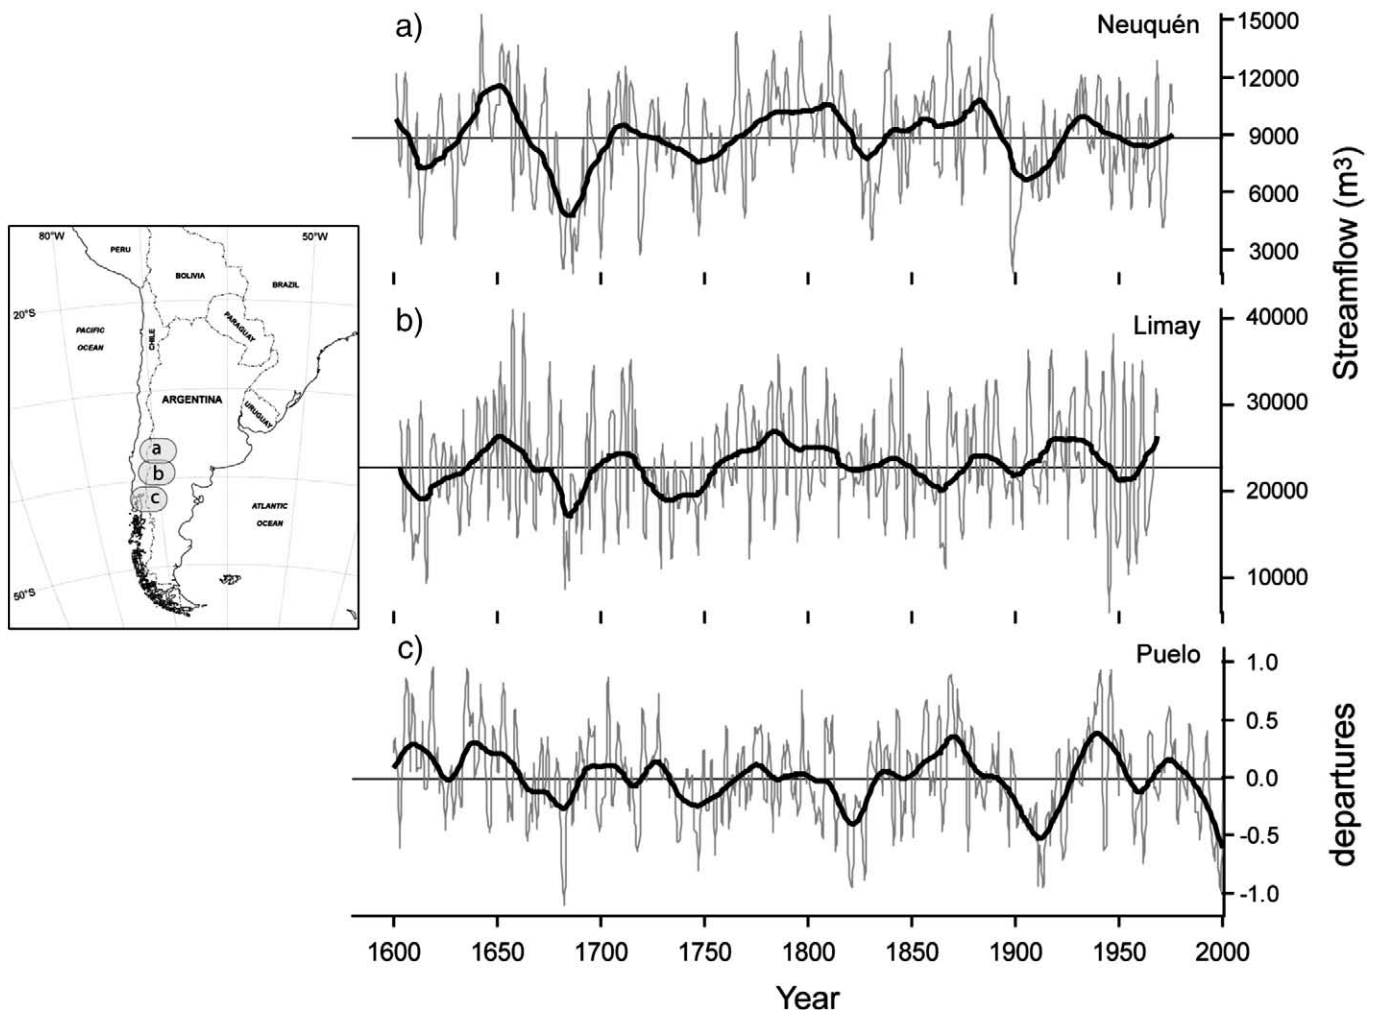 a)
Neuquén
15000
12000
9000
6000
3000
Streamflow (m3)
80°W
50°W
PERU
BOLIVIA
BRAZIL
20°S
PACIFIC
OCEAN
CHILE
PARAGUAY
ARGENTINA
URUGUAY
a
b
c
ATLANTIC
OCEAN
50°S
b)
Limay
40000
30000
20000
10000
c)
Puelo
1.0
0.5
0.0
-0.5
-1.0
departures
1600 1650 1700 1750 1800 1850 1900 1950 2000
Year